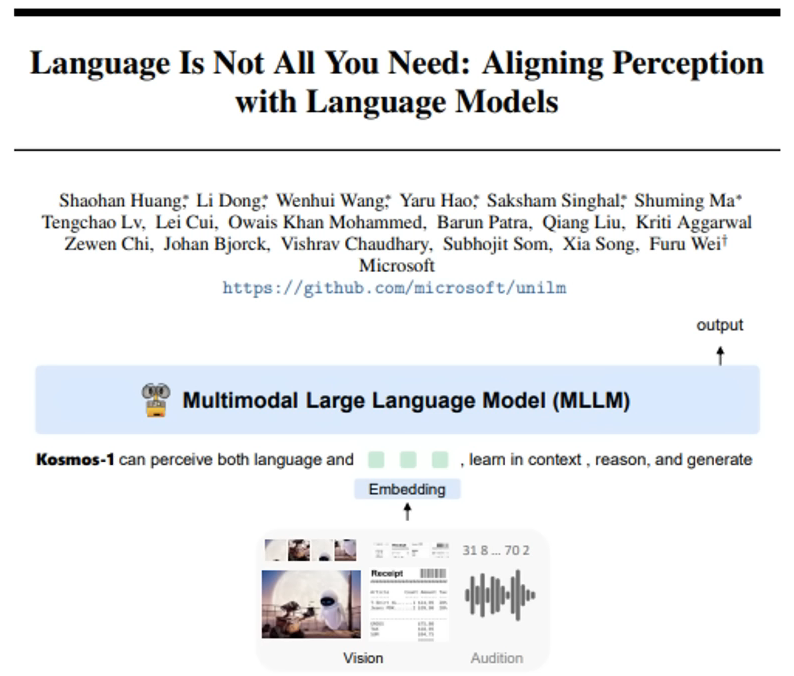 Language Is Not All You Need: Aligning Perception
with Language Models
Shaohan Huang,* Li Dong,* Wenhui Wang,* Yaru Hao,* Saksham Singhal,* Shuming Ma*
Tengchao Lv, Lei Cui, Owais Khan Mohammed, Barun Patra, Qiang Liu, Kriti Aggarwal
Zewen Chi, Johan Bjorck, Vishrav Chaudhary, Subhojit Som, Xia Song, Furu Wei†
Microsoft
https://github.com/microsoft/unilm
output
Multimodal Large Language Model (MLLM)
Kosmos-1 can perceive both language and , learn in context , reason, and generate
Embedding
31 8 ... 70 2
Receipt
Vision
Audition